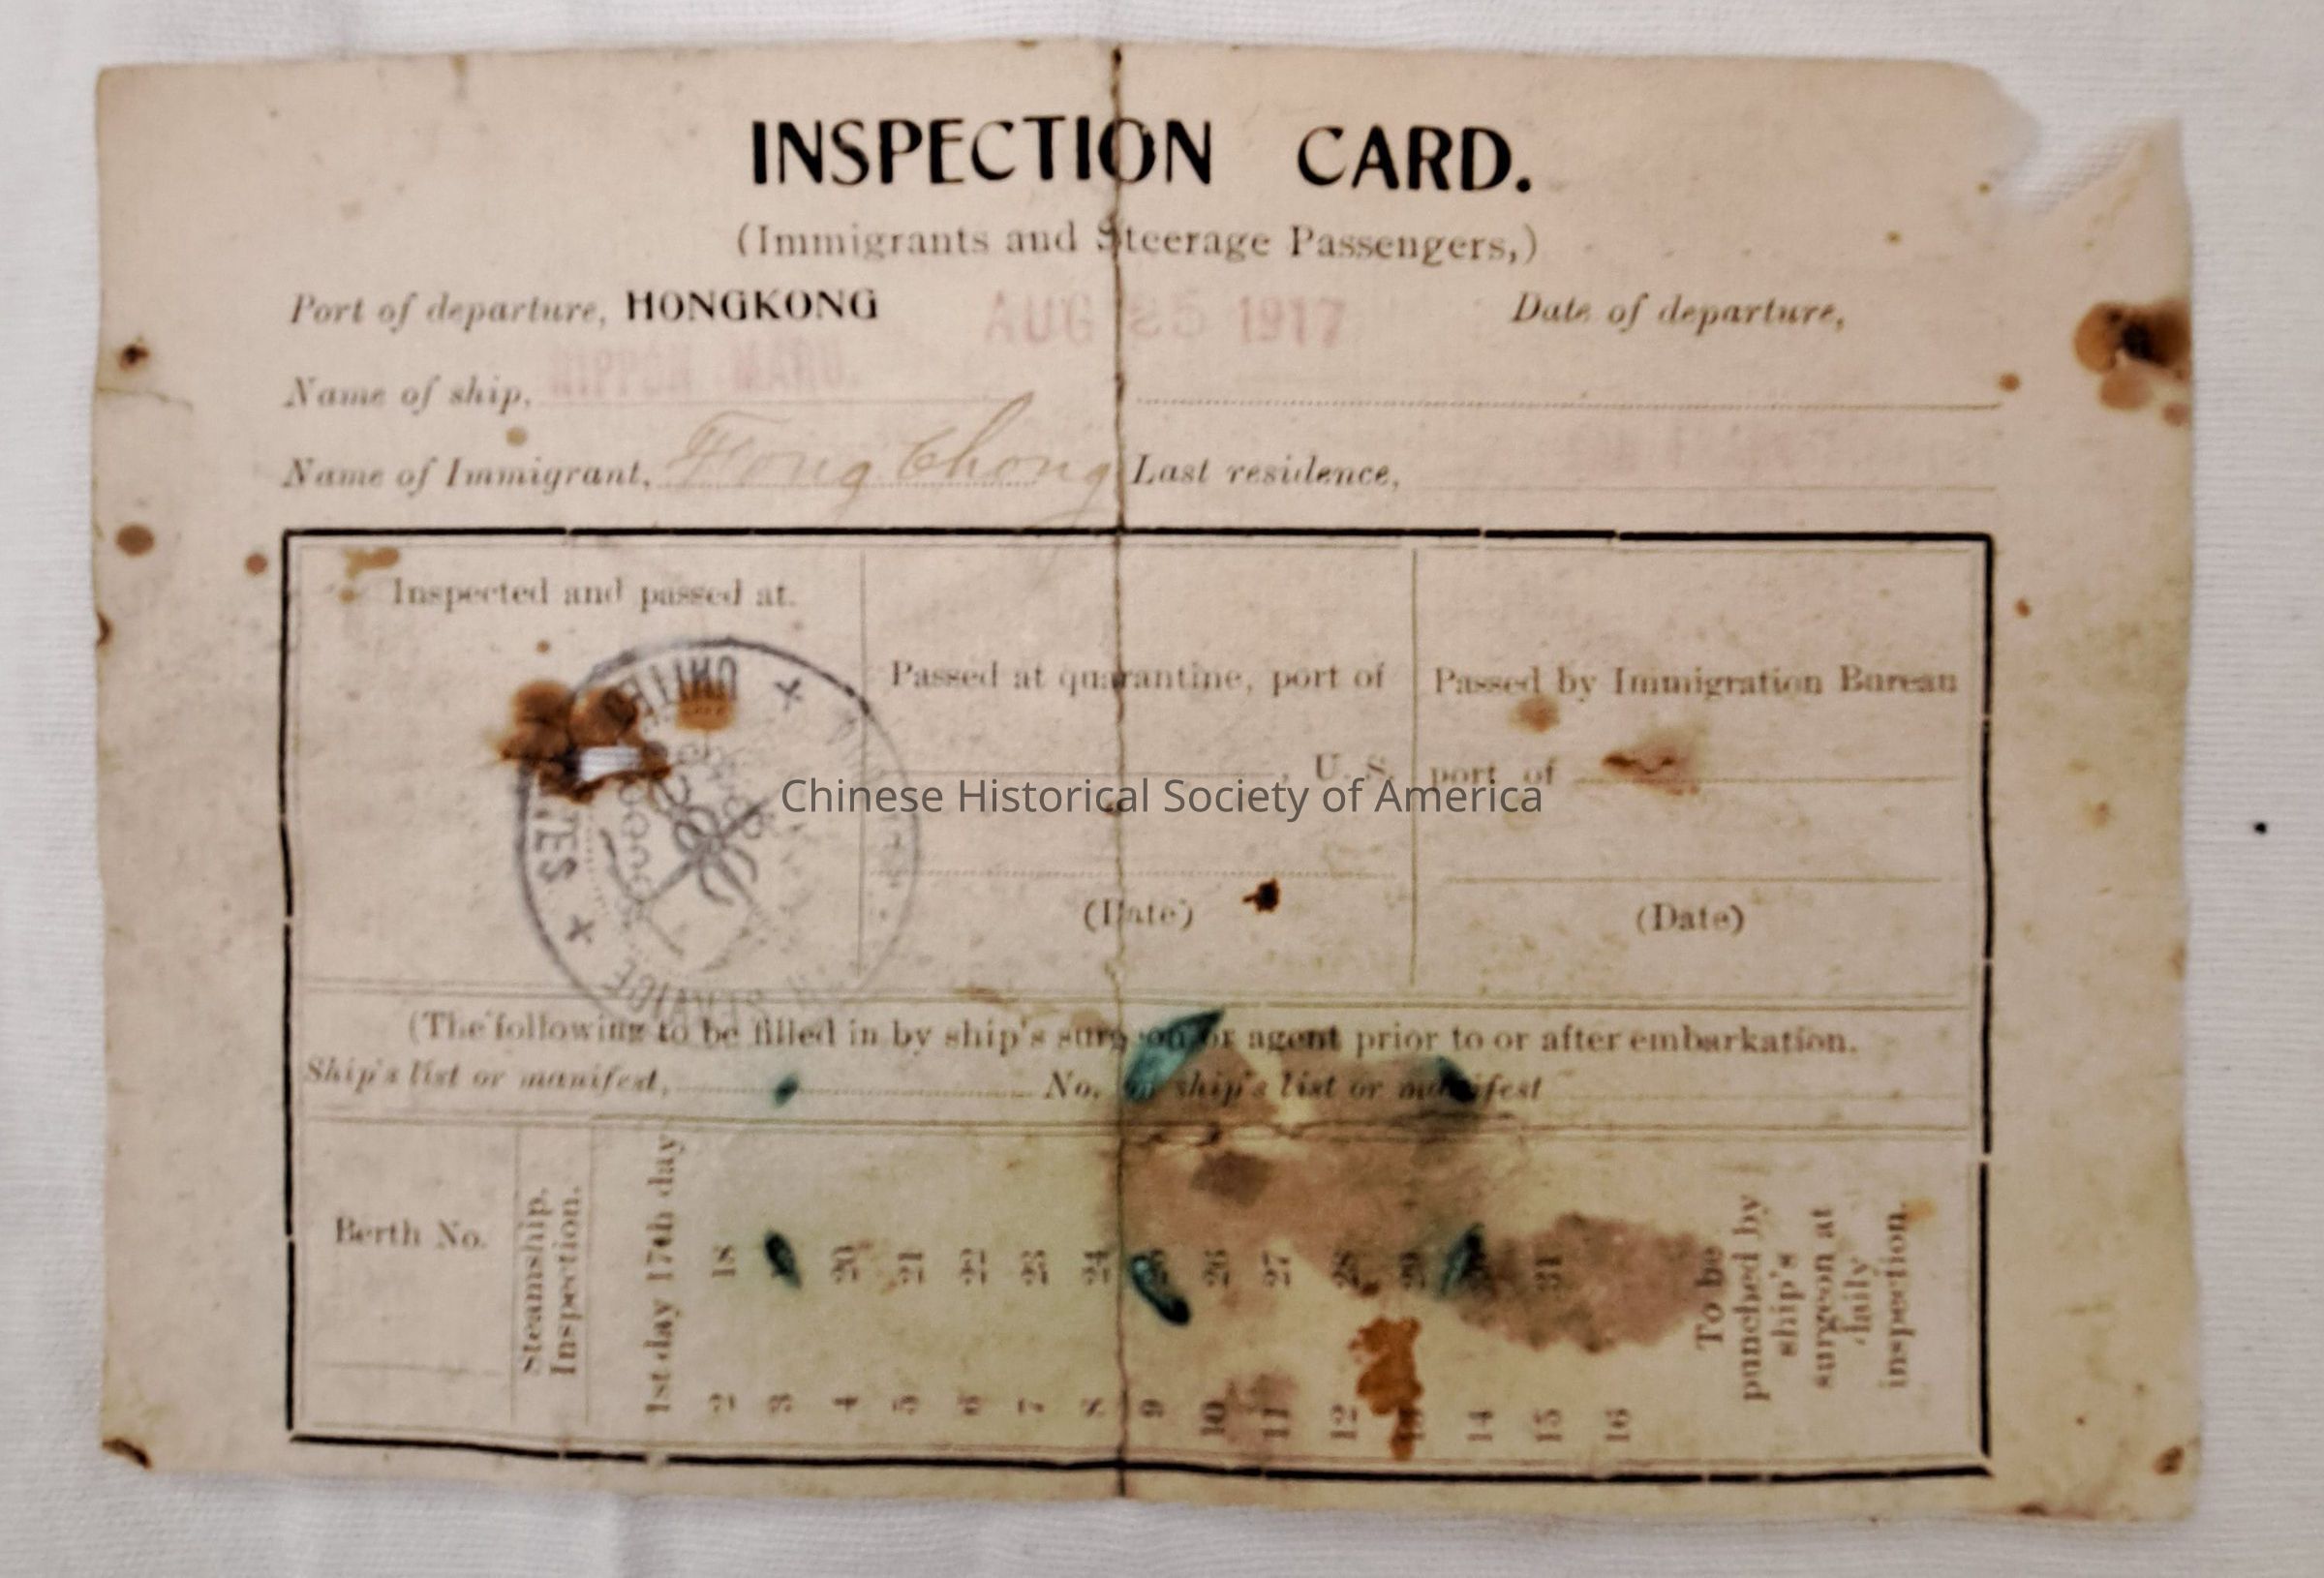 INSPECTION CARD.
(Immigrants and Steerage Passengers,)
Port of departure, HONGKONG AUG 25 1917 Date of departure,
Name of ship, NIPPON MARU.
Name of Immigrant, Fong Chong Last residence,
Inspected and passed at.
Passed at quarantine, port of
, U. S.
(Date)
Passed by Immigration Bureau
port of
(Date)
UNITED
SERVICE
Chinese Historical Society of America
(The following to be filled in by ship's surgeon or agent prior to or after embarkation.
Ship's list or manifest, No. on ship's list or manifest
Berth No.
Steamship.
Inspection.
1st day 17th day
2 18
3
4 20
5 21
6 22
7 23
8 24
9 25
10 26
11 27
12 28
13 29
14
15 31
16
To be
punched by
ship's
surgeon at
daily
inspection.